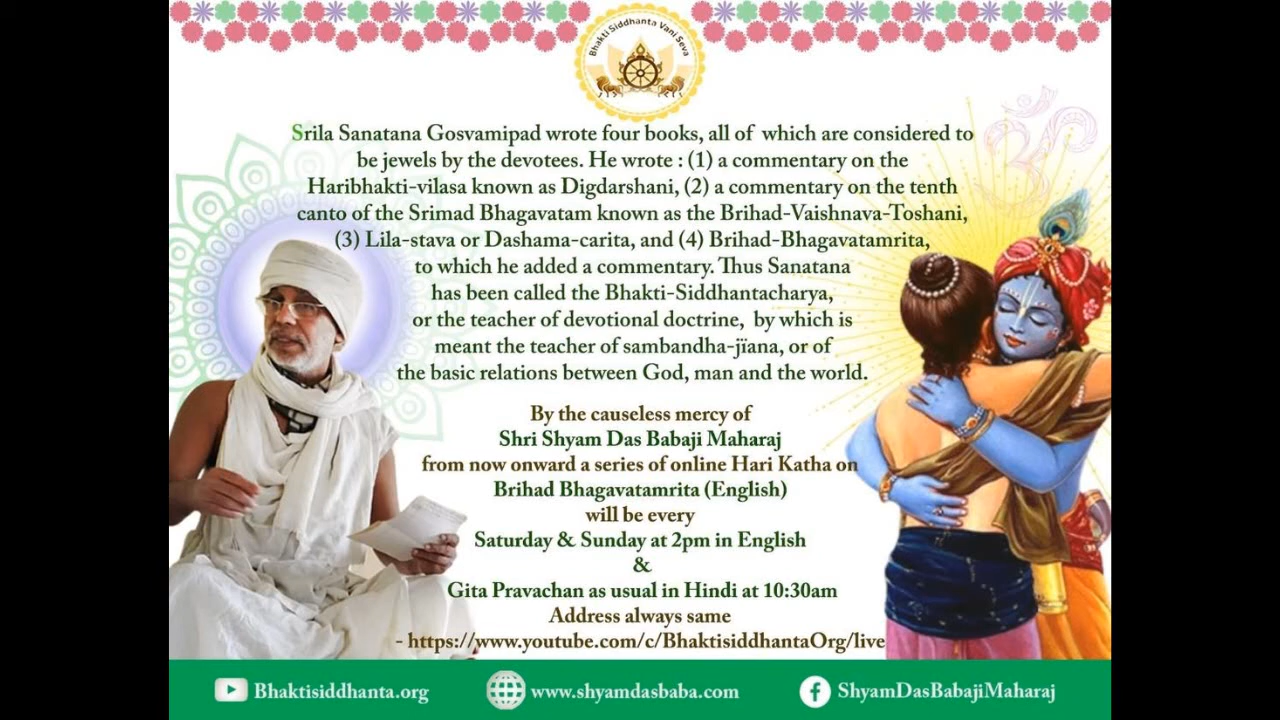 Bhakti Siddhanta Vani Seva
Srila Sanatana Gosvamipad wrote four books, all of which are considered to
be jewels by the devotees. He wrote : (1) a commentary on the
Haribhakti-vilasa known as Digdarshani, (2) a commentary on the tenth
canto of the Srimad Bhagavatam known as the Brihad-Vaishnava-Toshani,
(3) Lila-stava or Dashama-carita, and (4) Brihad-Bhagavatamrita,
to which he added a commentary. Thus Sanatana
has been called the Bhakti-Siddhantacharya,
or the teacher of devotional doctrine, by which is
meant the teacher of sambandha-jïana, or of
the basic relations between God, man and the world.
By the causeless mercy of
Shri Shyam Das Babaji Maharaj
from now onward a series of online Hari Katha on
Brihad Bhagavatamrita (English)
will be every
Saturday & Sunday at 2pm in English
&
Gita Pravachan as usual in Hindi at 10:30am
Address always same
- https://www.youtube.com/c/BhaktisiddhantaOrg/live
Bhaktisiddhanta.org
www.shyamdasbaba.com
ShyamDasBabajiMaharaj
ॐ